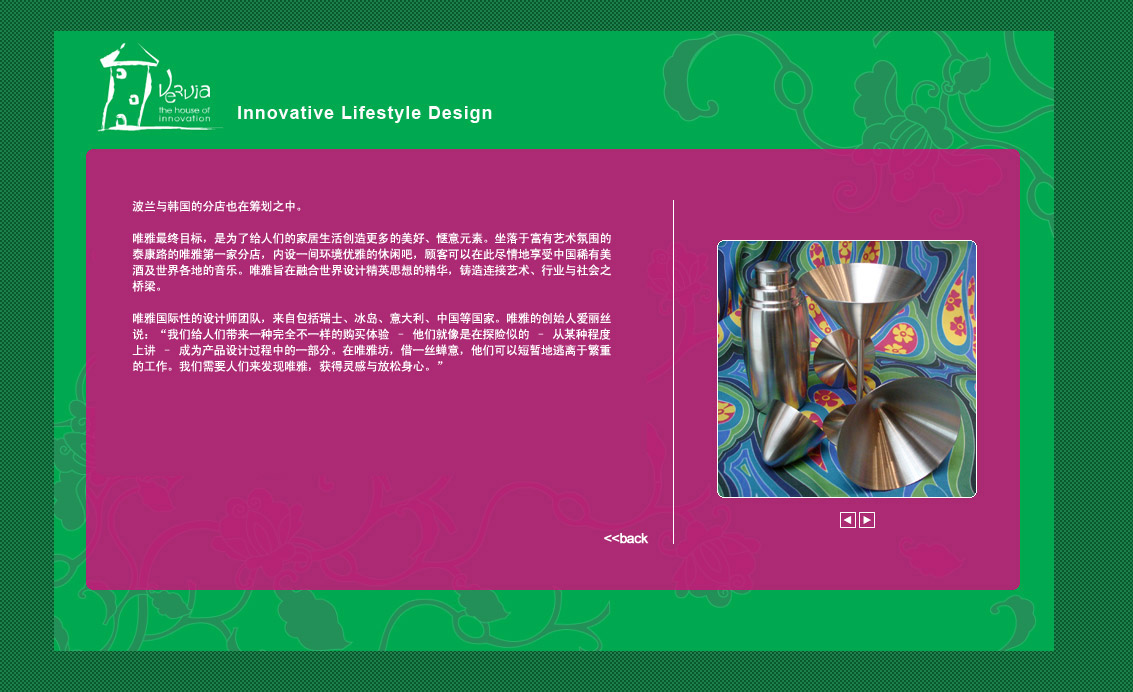 Vervia
the house of
innovation
Innovative Lifestyle Design
波兰与韩国的分店也在筹划之中。
唯雅最终目标，是为了给人们的家居生活创造更多的美好、惬意元素。坐落于富有艺术氛围的
泰康路的唯雅第一家分店，内设一间环境优雅的休闲吧，顾客可以在此尽情地享受中国稀有美
酒及世界各地的音乐。唯雅旨在融合世界设计精英思想的精华，铸造连接艺术、行业与社会之
桥梁。
唯雅国际性的设计师团队，来自包括瑞士、冰岛、意大利、中国等国家。唯雅的创始人爱丽丝
说：“我们给人们带来一种完全不一样的购买体验 – 他们就像是在探险似的 – 从某种程度
上讲 – 成为产品设计过程中的一部分。在唯雅坊，借一丝蝉意，他们可以短暂地逃离于繁重
的工作。我们需要人们来发现唯雅，获得灵感与放松身心。”
<<back